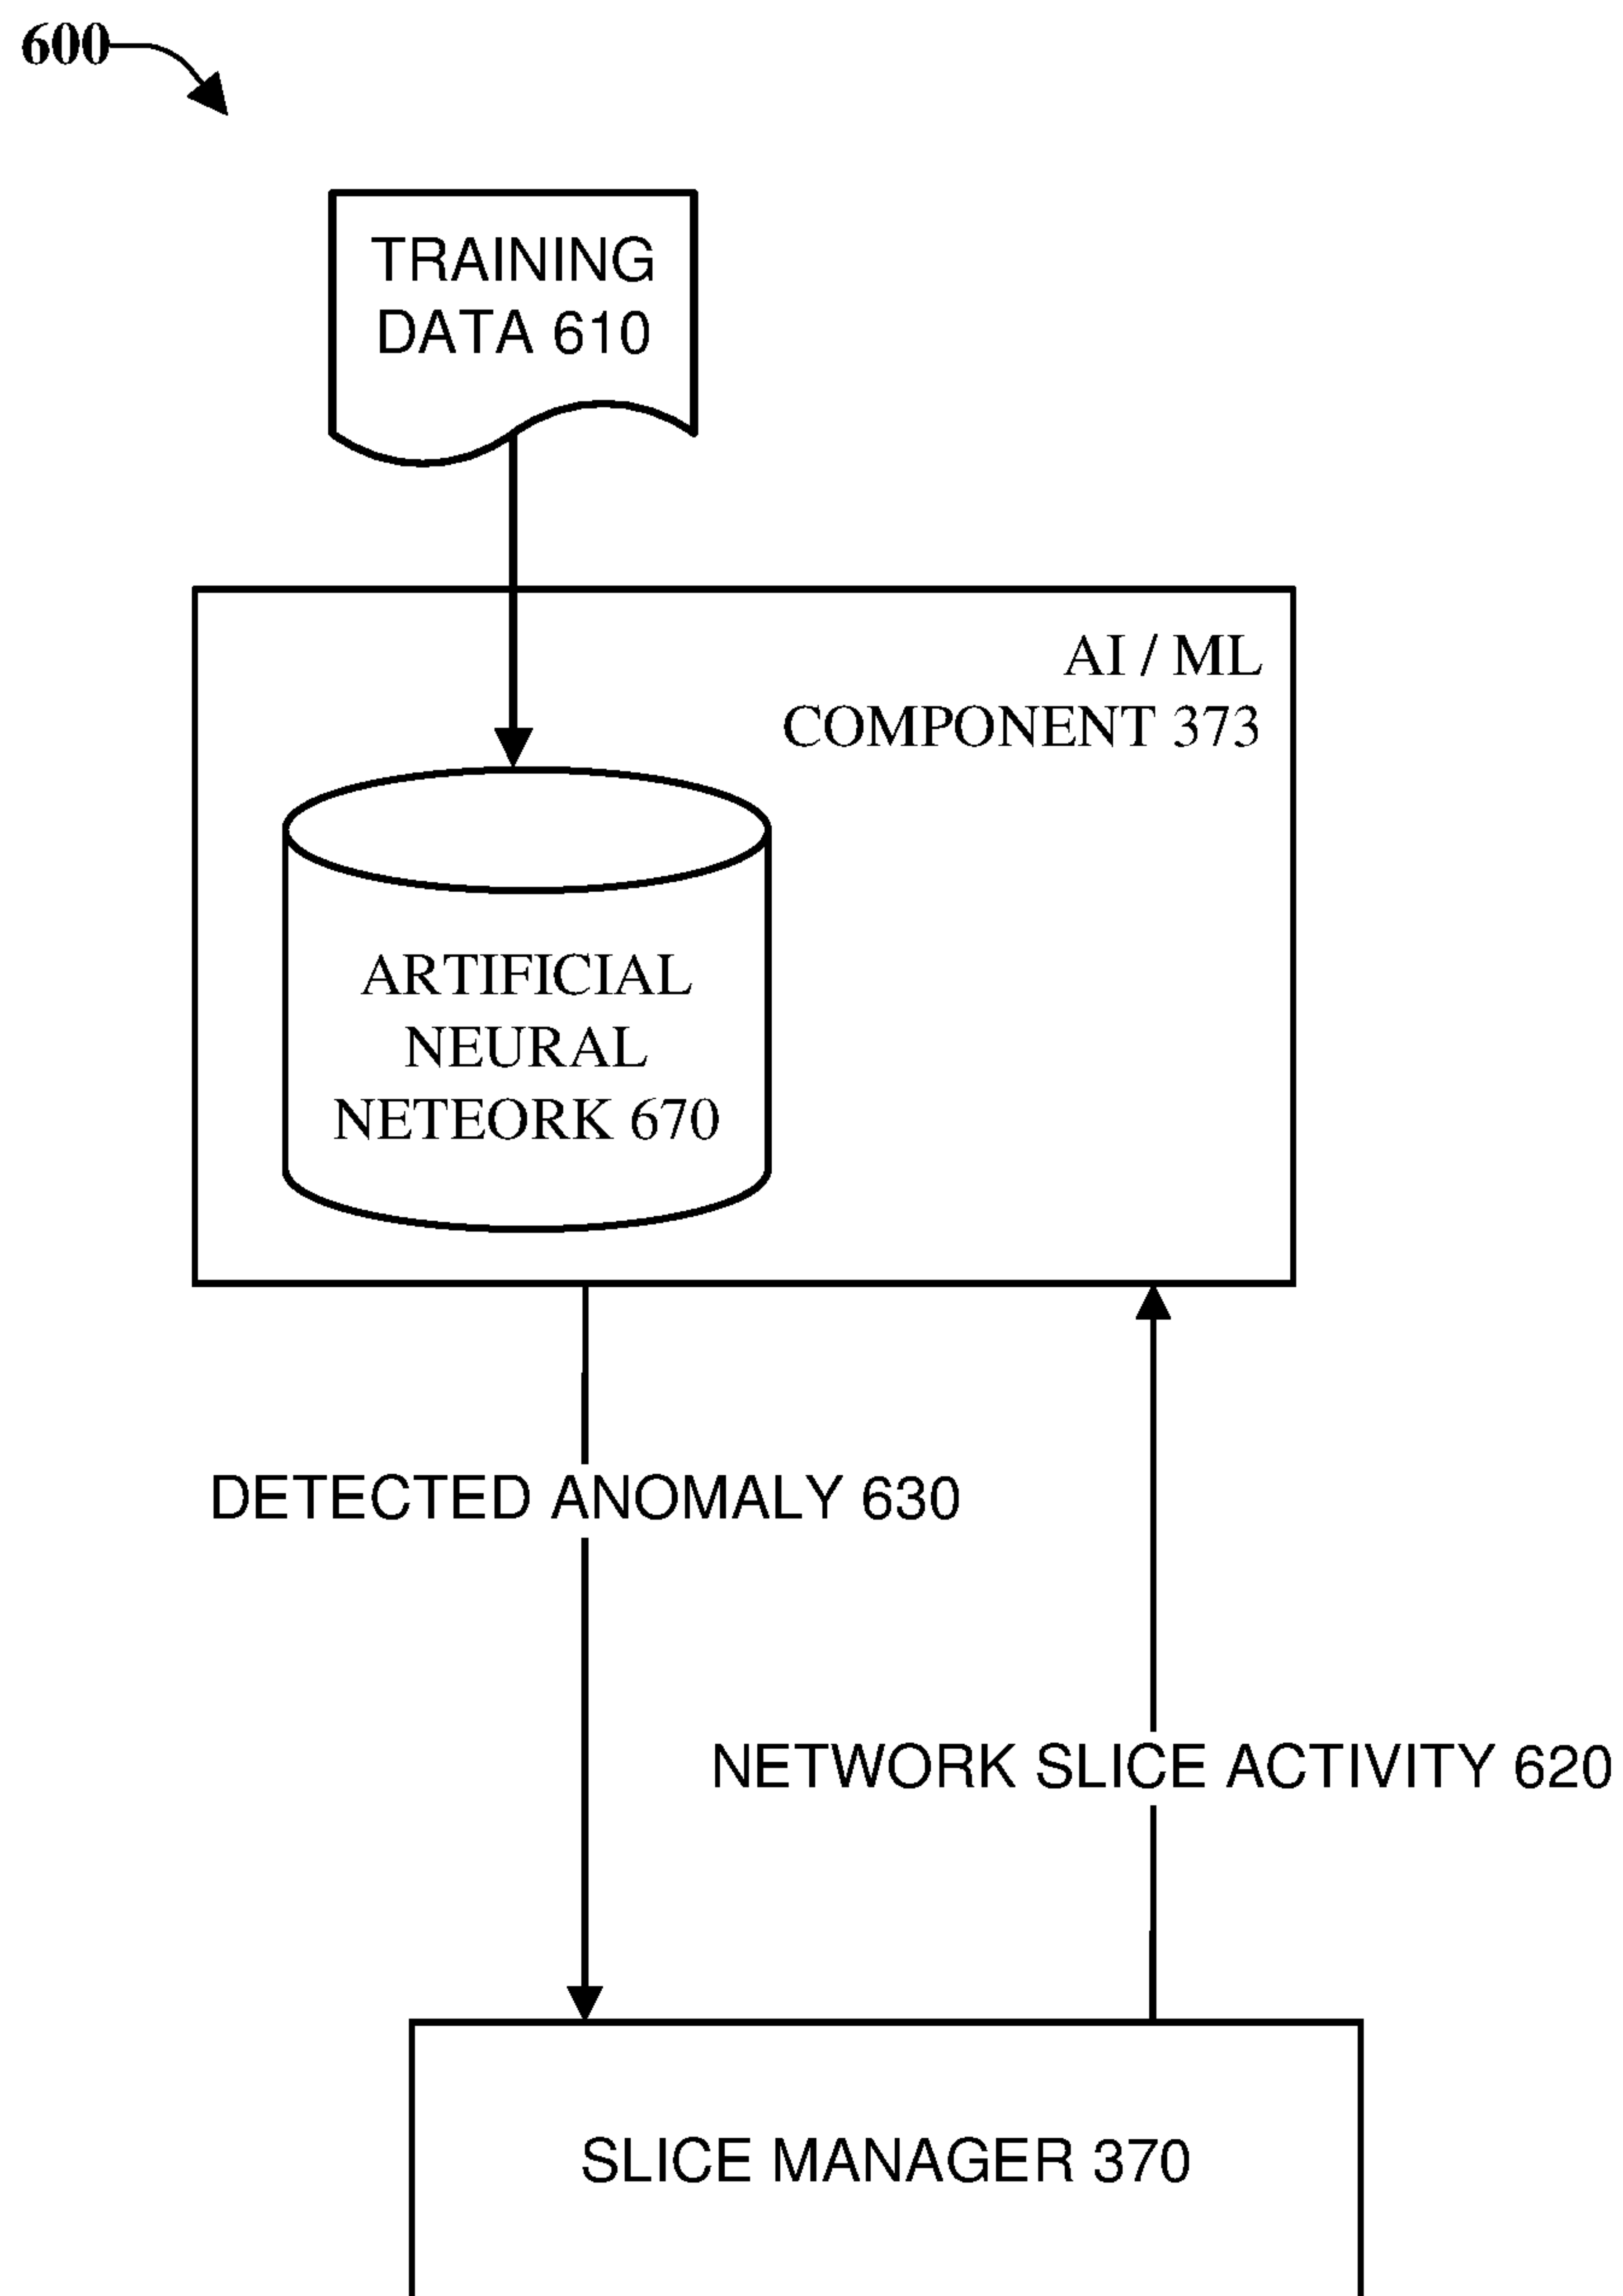 600
TRAINING
DATA 610
AI / ML
COMPONENT 373
ARTIFICIAL
NEURAL
NETEORK 670
DETECTED ANOMALY 630
NETWORK SLICE ACTIVITY 620
SLICE MANAGER 370